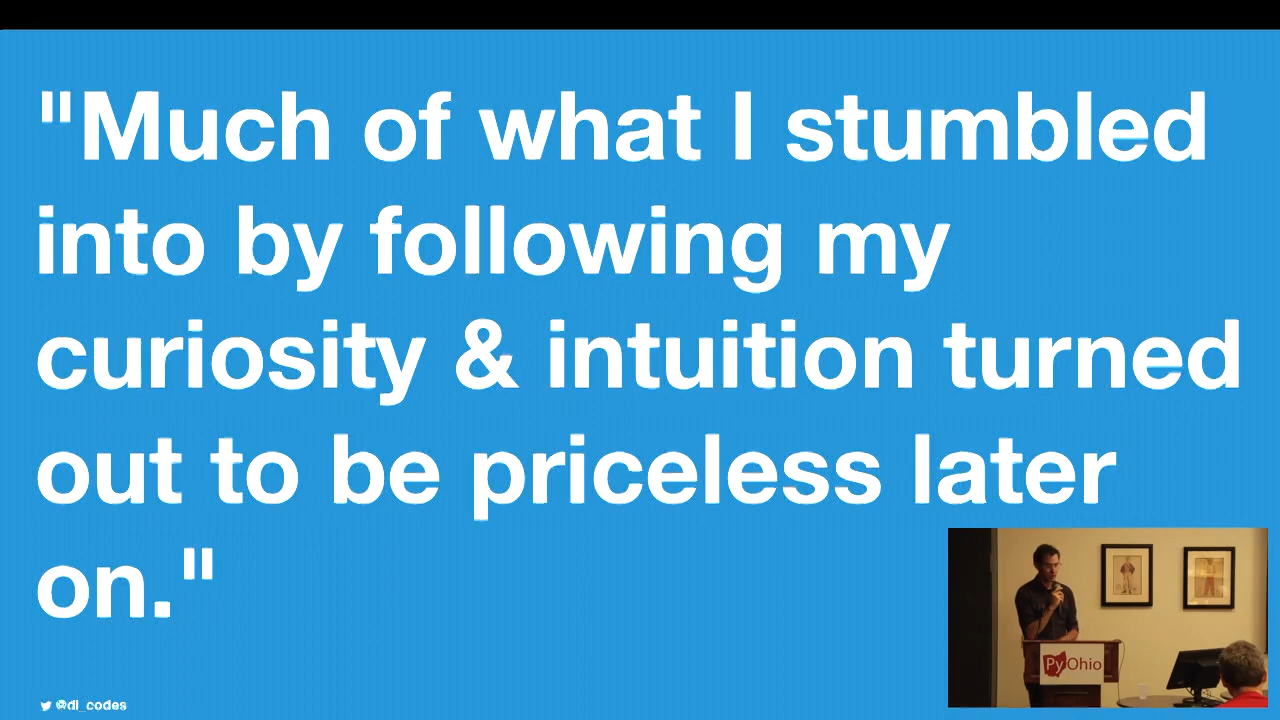 "Much of what I stumbled
into by following my
curiosity & intuition turned
out to be priceless later
on."
@di_codes
PyOhio